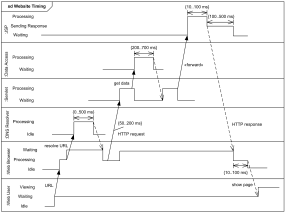 sd Website Timing
{10..100 ms}
Processing
{100..500 ms}
Sending Response
Waiting
JSP
{200..700 ms}
Processing
Waiting
Data Access
«forward»
get data
Processing
Waiting
Servlet
{0..500 ms}
Processing
{50, 200 ms}
HTTP request
HTTP response
Idle
DNS Resolver
resolve URL
Waiting
Processing
Idle
{10..100 ms}
Web Browser
show page
Viewing
URL
Waiting
Idle
Web User